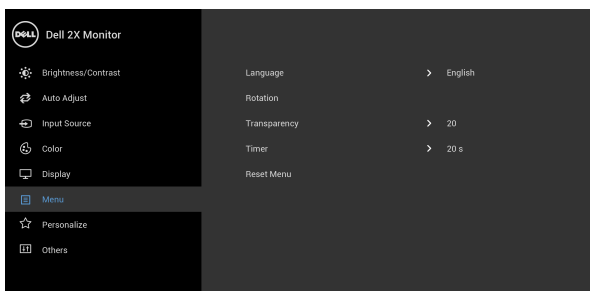 DELL Dell 2X Monitor
Brightness/Contrast
Auto Adjust
Input Source
Color
Display
Menu
Personalize
Others
Language > English
Rotation
Transparency > 20
Timer > 20 s
Reset Menu